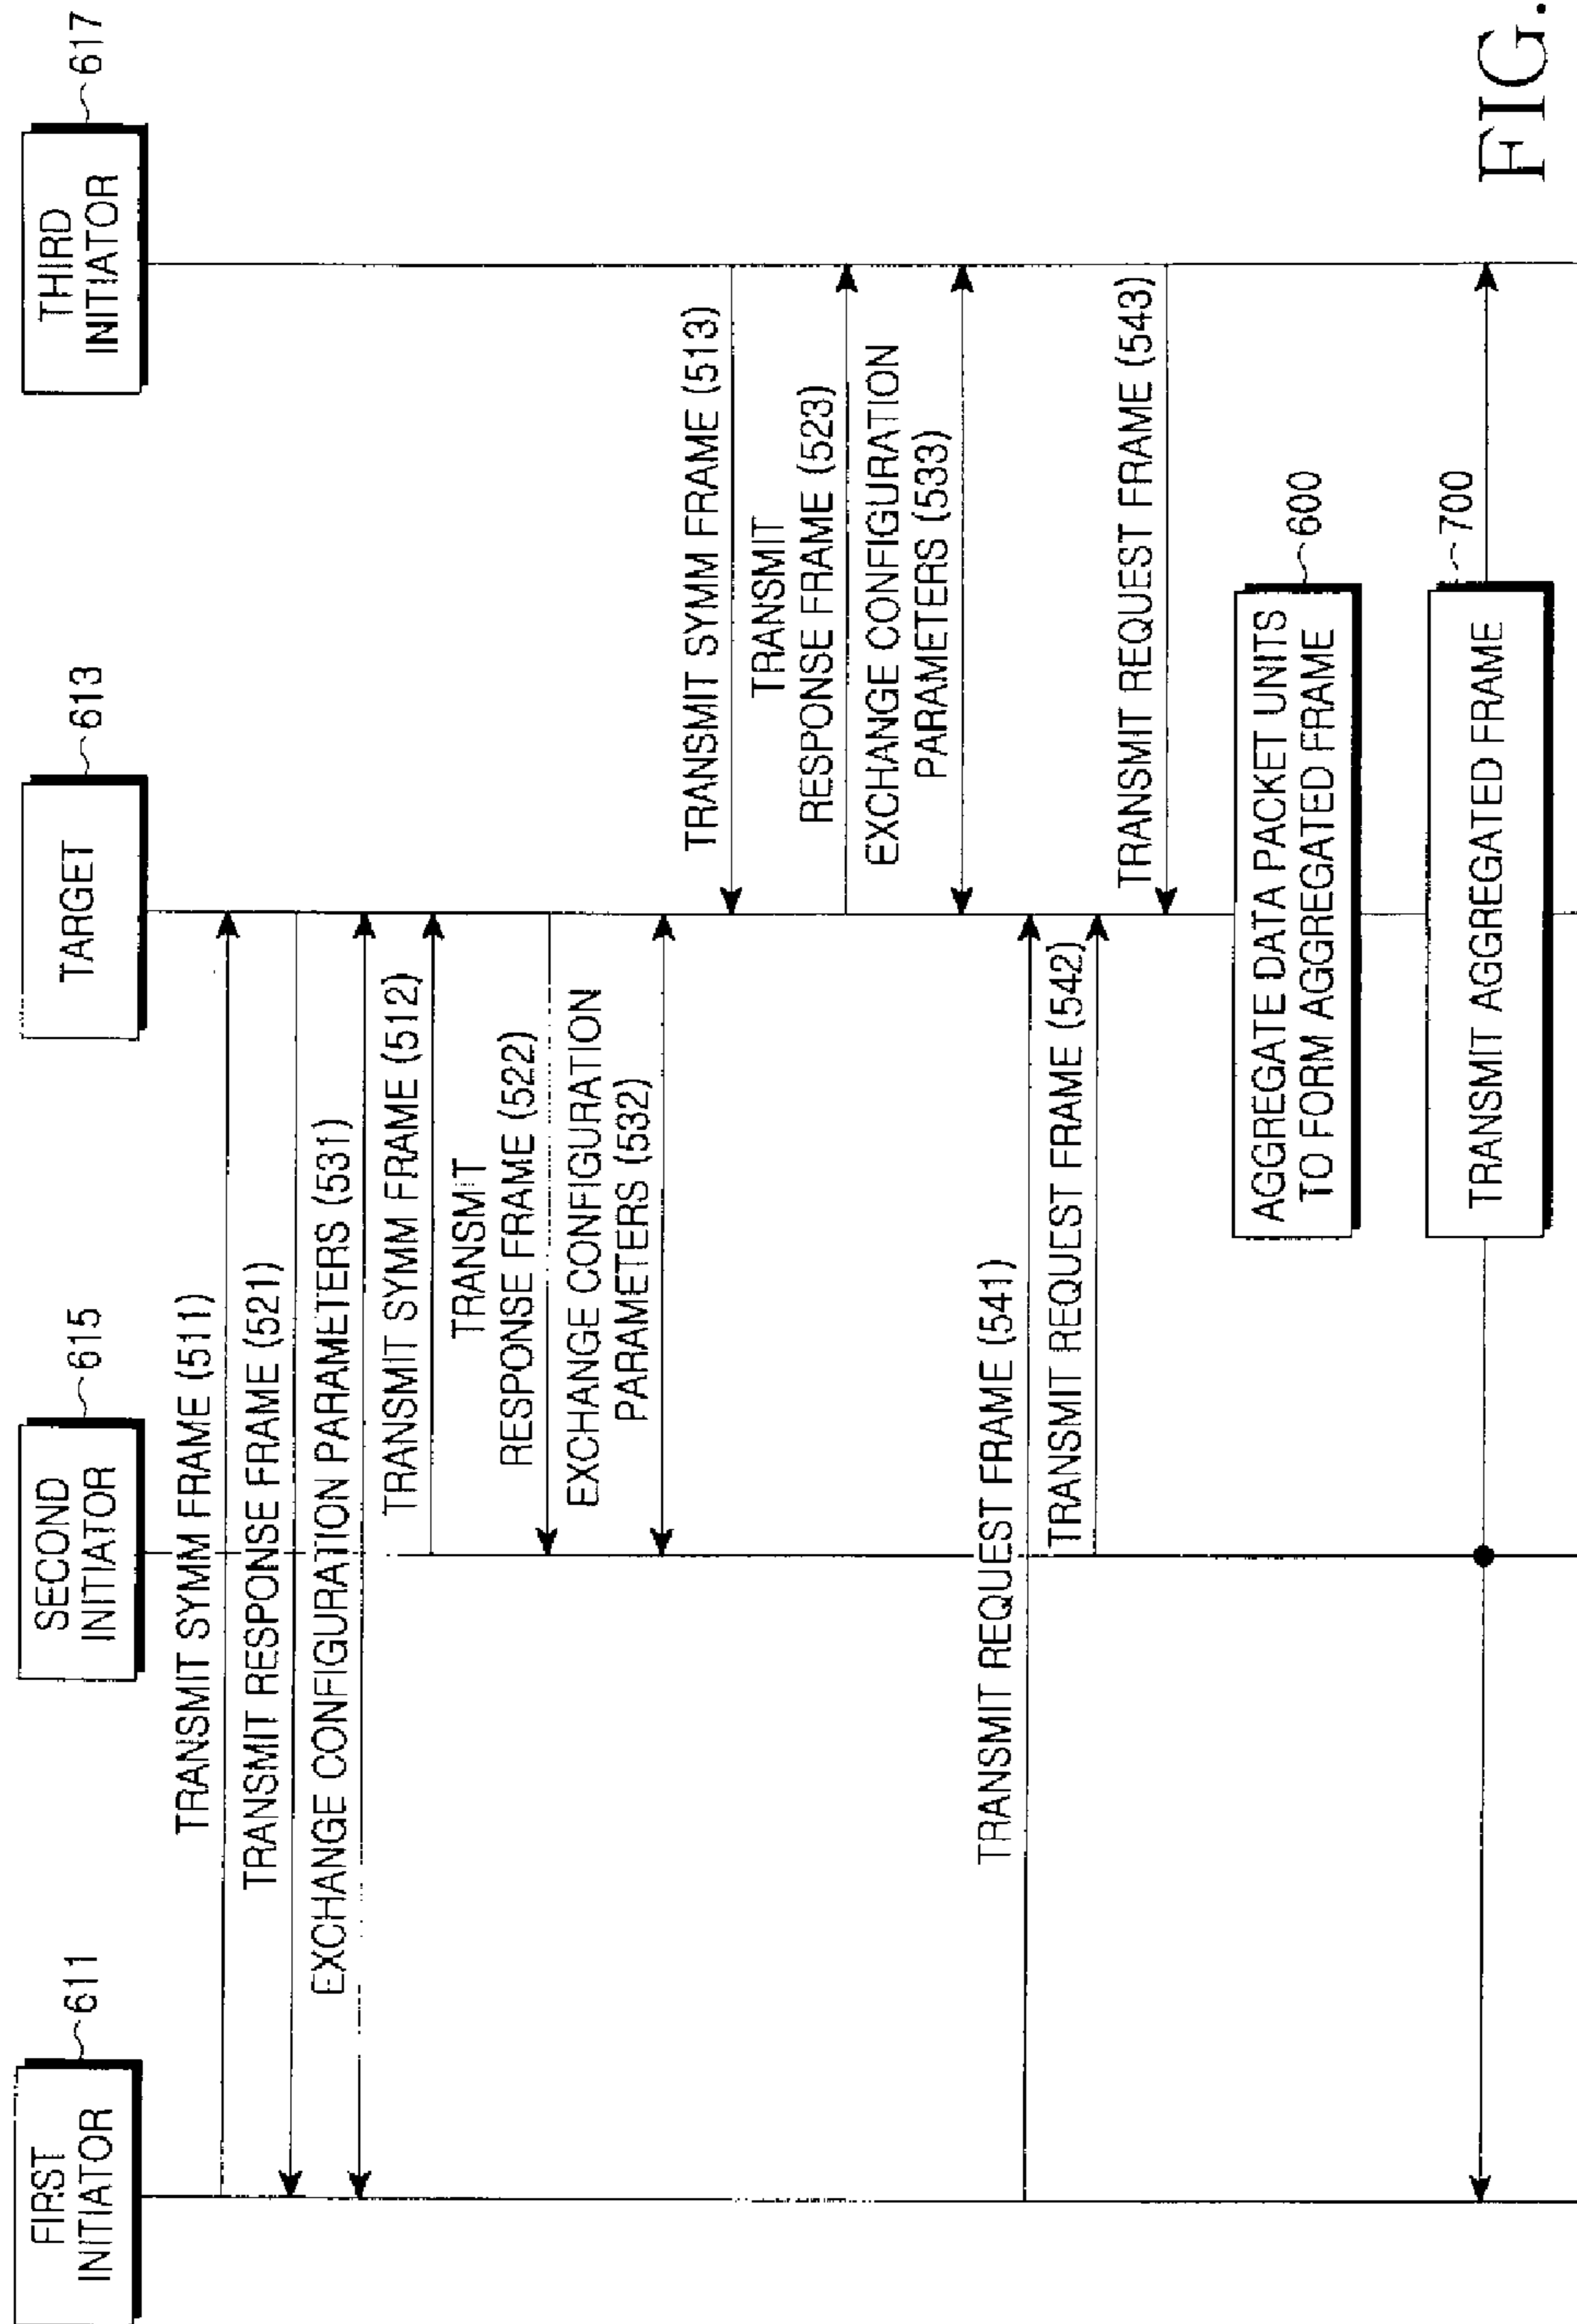 FIRST
INITIATOR
611
SECOND
INITIATOR
615
TARGET
613
THIRD
INITIATOR
617
TRANSMIT SYMM FRAME (511)
TRANSMIT RESPONSE FRAME (521)
EXCHANGE CONFIGURATION PARAMETERS (531)
TRANSMIT SYMM FRAME (512)
TRANSMIT
RESPONSE FRAME (522)
EXCHANGE CONFIGURATION
PARAMETERS (532)
TRANSMIT SYMM FRAME (513)
TRANSMIT
RESPONSE FRAME (523)
EXCHANGE CONFIGURATION
PARAMETERS (533)
TRANSMIT REQUEST FRAME (541)
TRANSMIT REQUEST FRAME (542)
TRANSMIT REQUEST FRAME (543)
AGGREGATE DATA PACKET UNITS
TO FORM AGGREGATED FRAME
600
TRANSMIT AGGREGATED FRAME
700
FIG.